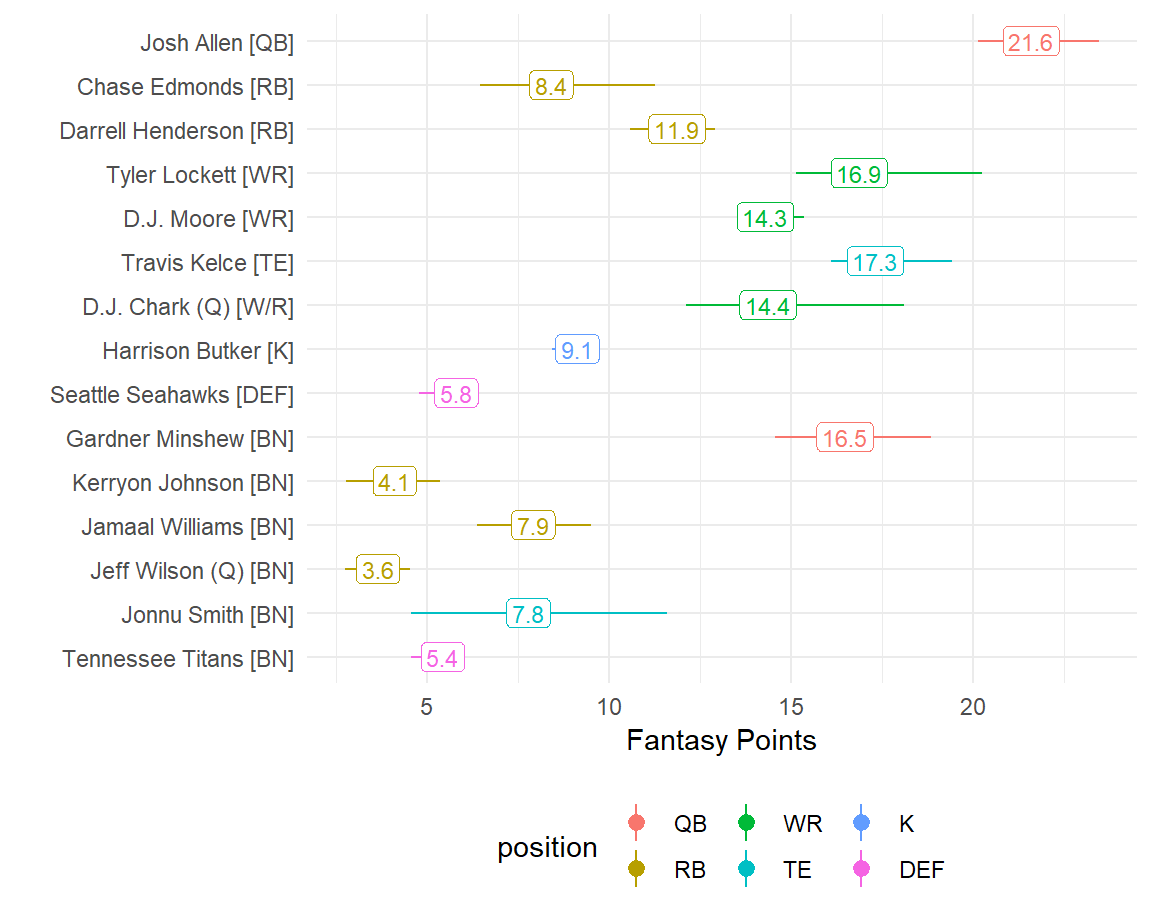 Josh Allen [QB] 21.6
Chase Edmonds [RB] 8.4
Darrell Henderson [RB] 11.9
Tyler Lockett [WR] 16.9
D.J. Moore [WR] 14.3
Travis Kelce [TE] 17.3
D.J. Chark (Q) [W/R] 14.4
Harrison Butker [K] 9.1
Seattle Seahawks [DEF] 5.8
Gardner Minshew [BN] 16.5
Kerryon Johnson [BN] 4.1
Jamaal Williams [BN] 7.9
Jeff Wilson (Q) [BN] 3.6
Jonnu Smith [BN] 7.8
Tennessee Titans [BN] 5.4
5 10 15 20
Fantasy Points
position
QB WR K
RB TE DEF